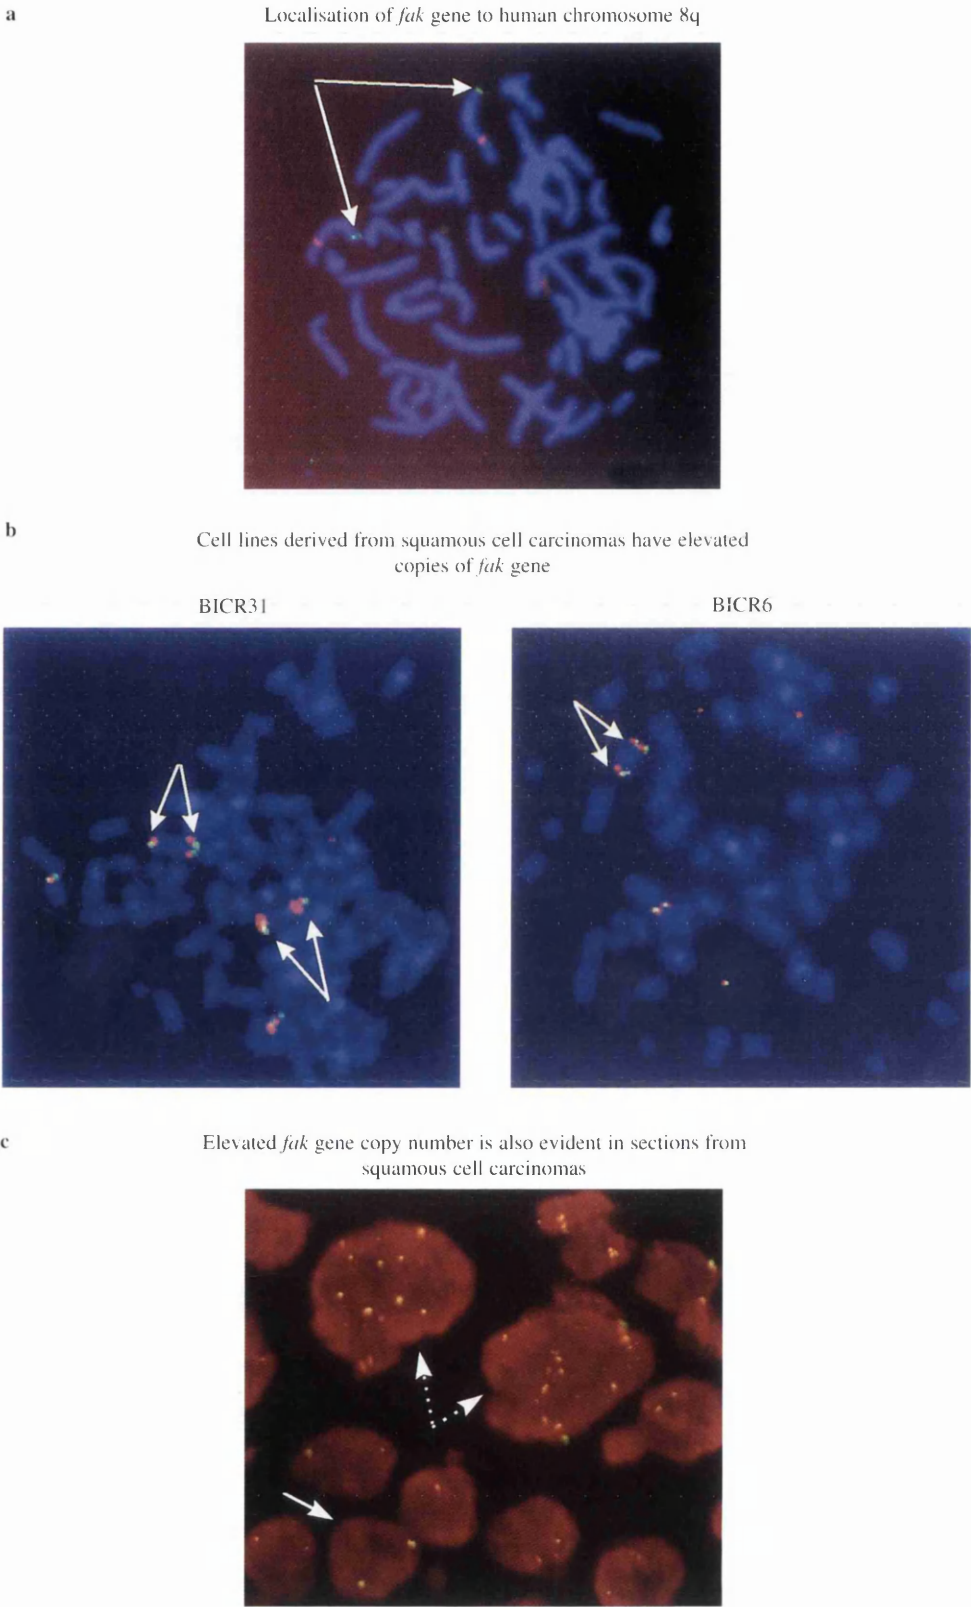 a
Localisation of fak gene to human chromosome 8q
b
Cell lines derived from squamous cell carcinomas have elevated
copies of fak gene
BICR31
BICR6
c
Elevated fak gene copy number is also evident in sections from
squamous cell carcinomas